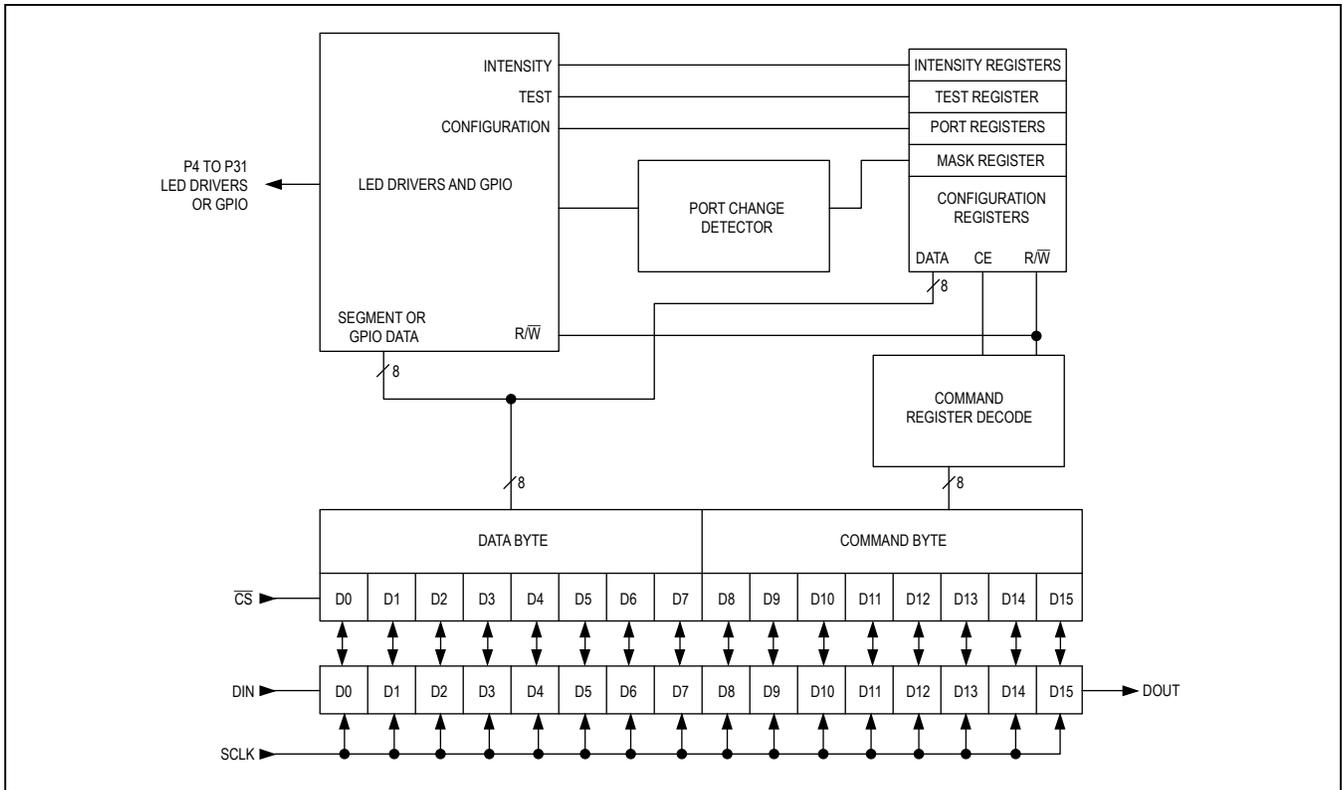 INTENSITY
TEST
CONFIGURATION
P4 TO P31
LED DRIVERS
OR GPIO
LED DRIVERS AND GPIO
SEGMENT OR
GPIO DATA
R/W̅
8
PORT CHANGE
DETECTOR
INTENSITY REGISTERS
TEST REGISTER
PORT REGISTERS
MASK REGISTER
CONFIGURATION
REGISTERS
DATA CE R/W̅
8
COMMAND
REGISTER DECODE
8
8
DATA BYTE COMMAND BYTE
C̅S̅ D0 D1 D2 D3 D4 D5 D6 D7 D8 D9 D10 D11 D12 D13 D14 D15
DIN D0 D1 D2 D3 D4 D5 D6 D7 D8 D9 D10 D11 D12 D13 D14 D15 DOUT
SCLK